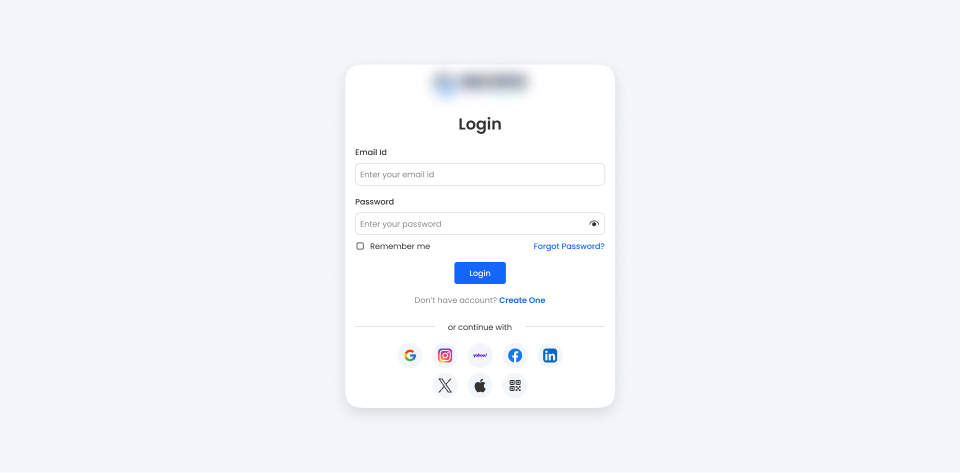 Login
Email Id
Enter your email id
Password
Enter your password
Remember me Forgot Password?
Login
Don't have account? Create One
or continue with
yahoo!
in